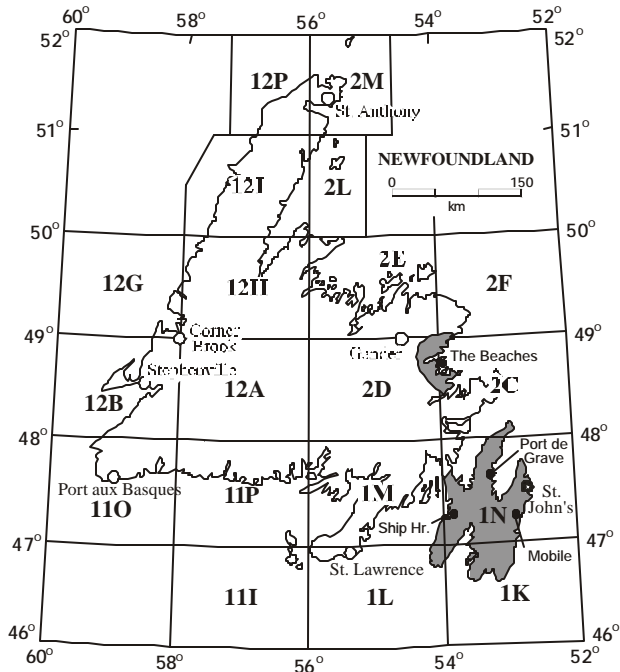 60° 58° 56° 54° 52°
52° 52°
12P 2M
St. Anthony
51° 51°
NEWFOUNDLAND
12I 2L
0 150
km
50° 50°
2E
12G 12H 2F
49° 49°
Corner
Brook
Gander
The Beaches
Stephenville
12A 2D 2C
12B
48° 48°
Port de
Grave
Port aux Basques
11P 1M
St.
John's
11O
Ship Hr.
1N
47° 47°
Mobile
St. Lawrence
11I 1L 1K
46° 46°
60° 58° 56° 54° 52°